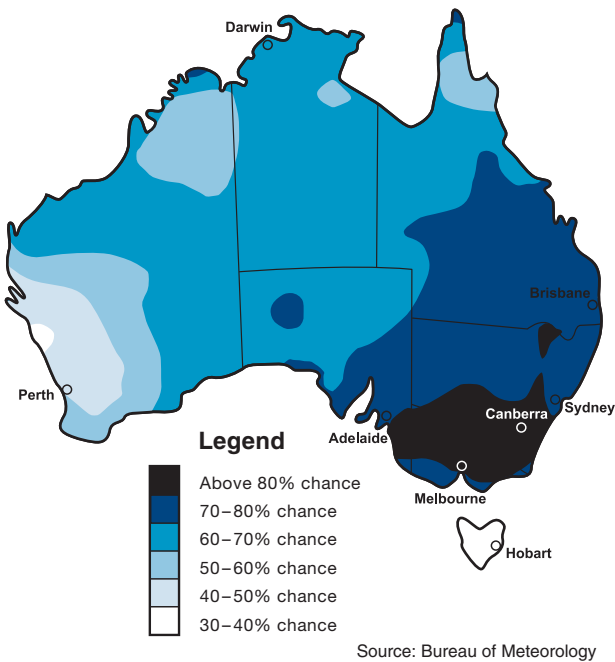 Darwin
Brisbane
Perth
Sydney
Canberra
Adelaide
Melbourne
Hobart
Legend
Above 80% chance
70–80% chance
60–70% chance
50–60% chance
40–50% chance
30–40% chance
Source: Bureau of Meteorology